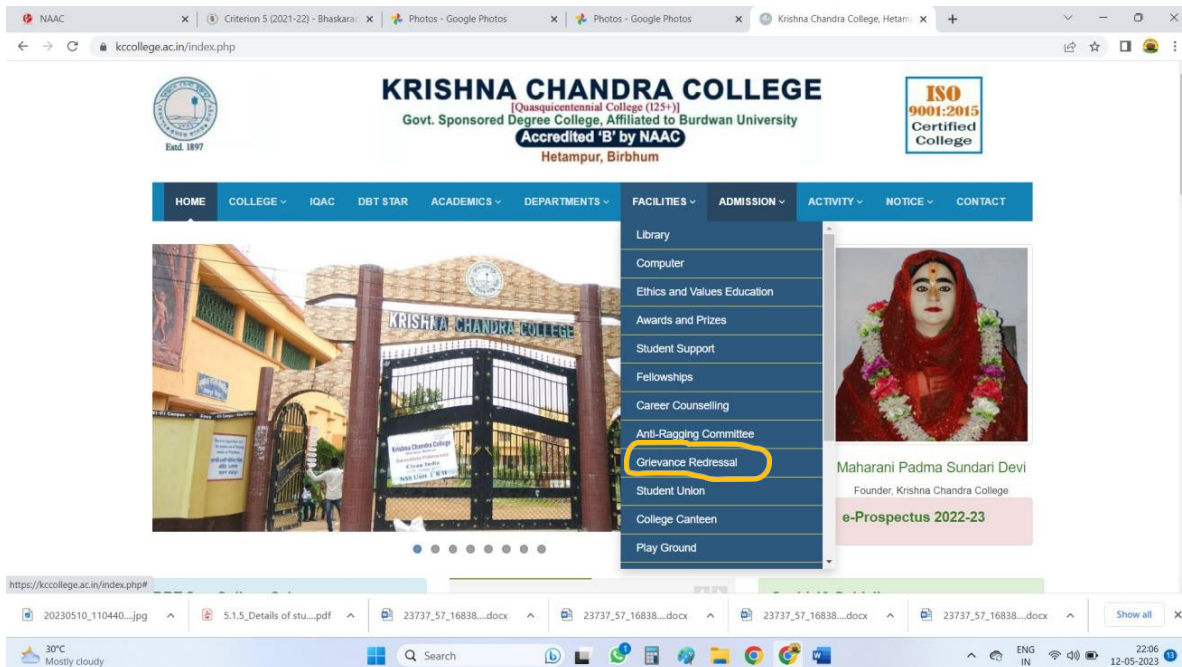 NAAC
Criterion 5 (2021-22) - Bhaskarac
Photos - Google Photos
Photos - Google Photos
Krishna Chandra College, Hetam
kccollege.ac.in/index.php
Estd. 1897
KRISHNA CHANDRA COLLEGE
[Quasquicentennial College (125+)]
Govt. Sponsored Degree College, Affiliated to Burdwan University
Accredited 'B' by NAAC
Hetampur, Birbhum
ISO
9001:2015
Certified
College
HOME COLLEGE IQAC DBT STAR ACADEMICS DEPARTMENTS FACILITIES ADMISSION ACTIVITY NOTICE CONTACT
Library
Computer
Ethics and Values Education
Awards and Prizes
Student Support
Fellowships
Career Counselling
Anti-Ragging Committee
Grievance Redressal
Student Union
College Canteen
Play Ground
KRISHNA CHANDRA COLLEGE
Krishna Chandra College
Clean India
Maharani Padma Sundari Devi
Founder, Krishna Chandra College
e-Prospectus 2022-23
https://kccollege.ac.in/index.php#
20230510_110440....jpg
5.1.5_Details of stu....pdf
23737_57_16838....docx
23737_57_16838....docx
23737_57_16838....docx
23737_57_16838....docx
Show all
30°C
Mostly cloudy
Search
ENG
IN
22:06
12-05-2023
13